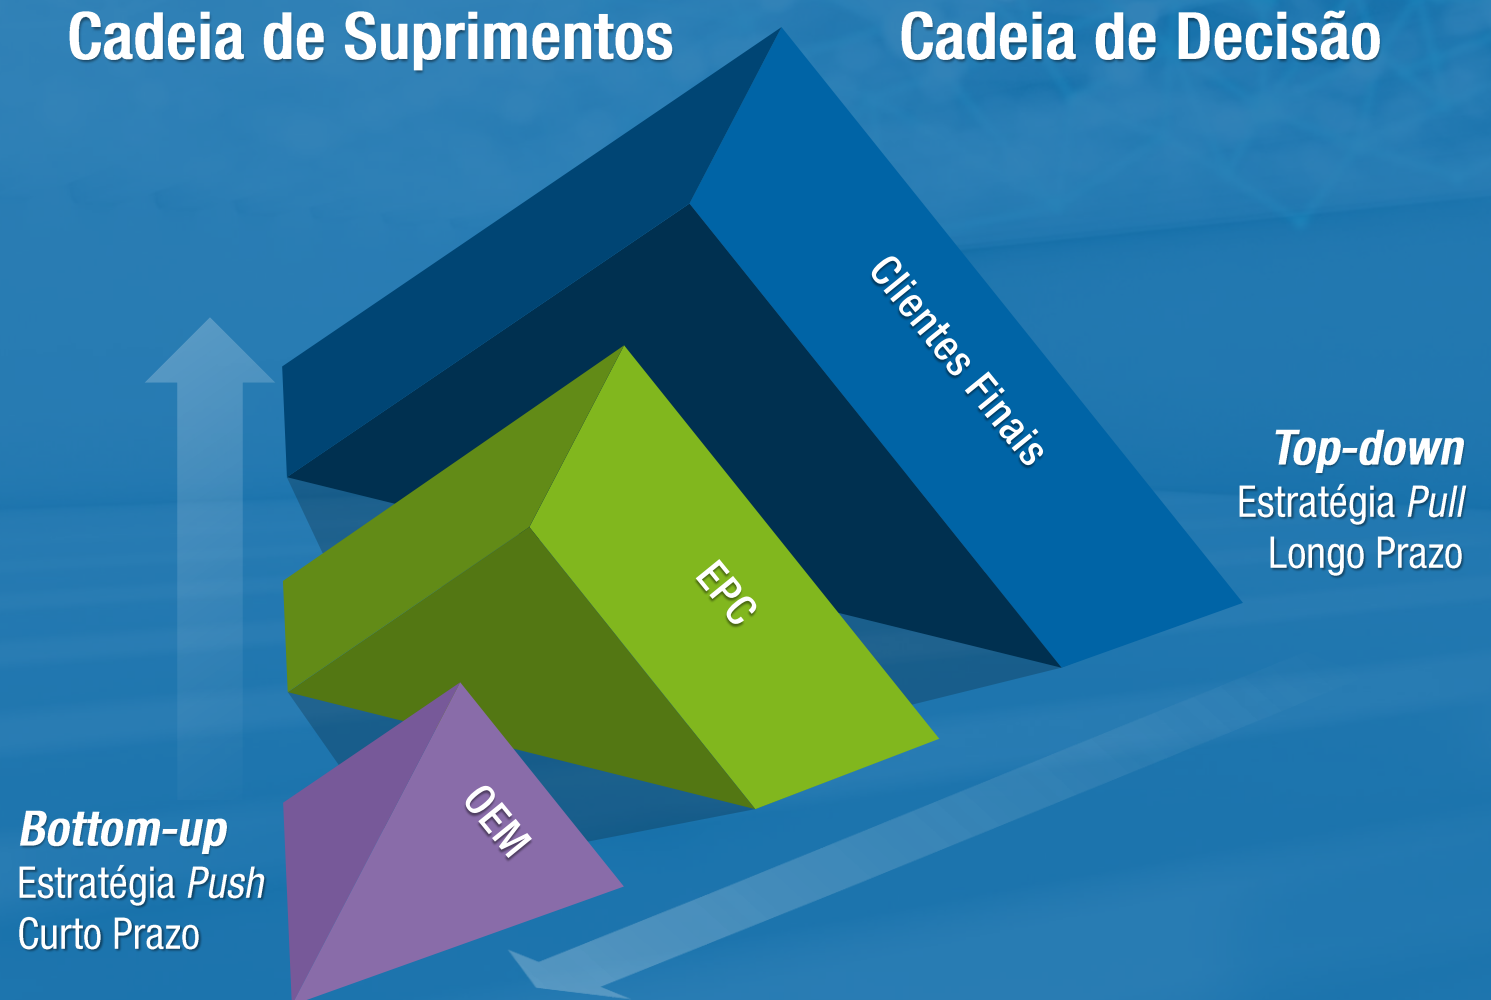 Cadeia de Suprimentos
Cadeia de Decisão
Clientes Finais
EPC
OEM
Top-down
Estratégia Pull
Longo Prazo
Bottom-up
Estratégia Push
Curto Prazo